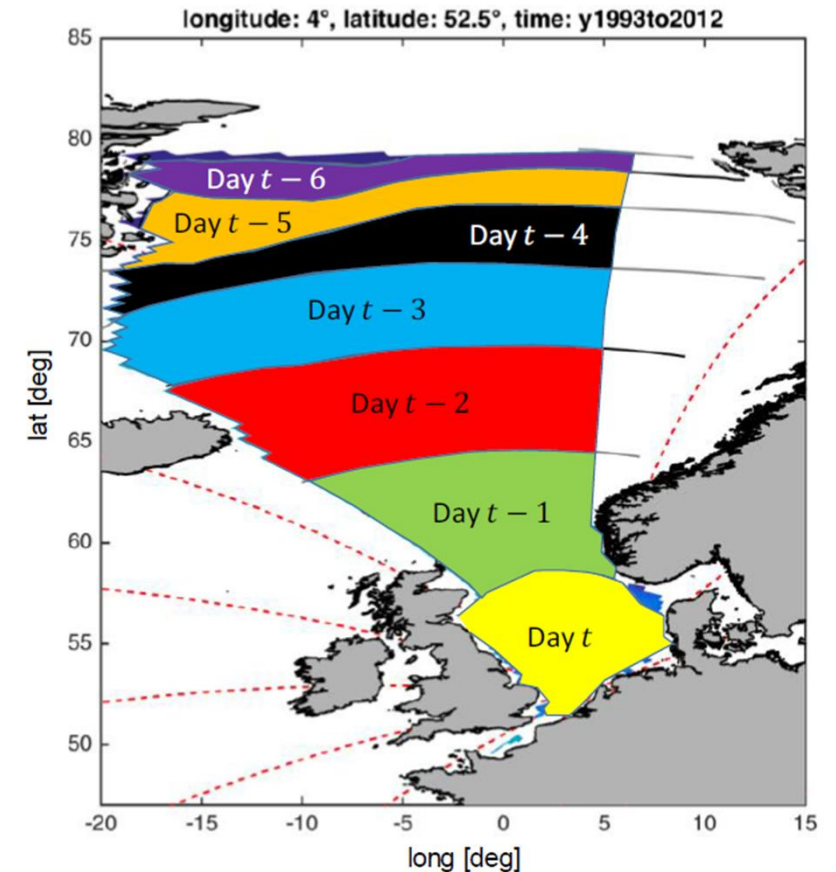 longitude: 4°, latitude: 52.5°, time: y1993to2012
85
80
75
70
65
60
55
50
lat [deg]
Day t − 6
Day t − 5
Day t − 4
Day t − 3
Day t − 2
Day t − 1
Day t
-20 -15 -10 -5 0 5 10 15
long [deg]